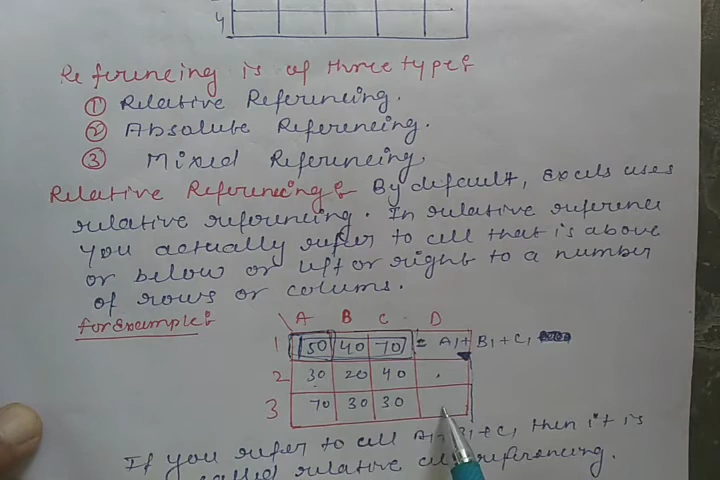 4
Referencing is of three types
① Relative Referencing.
② Absolute Referencing.
③ Mixed Referencing.
Relative Referencing: By default, Excels uses
relative referencing. In relative reference
you actually refer to cell that is above
or below or left or right to a number
of rows or colums.
for Example:
A B C D
1 50 40 70 = A1 + B1 + C1
2 30 20 40 .
3 70 30 30
If you refer to cell A1 B1 + C1 then it is
called relative cell referencing.